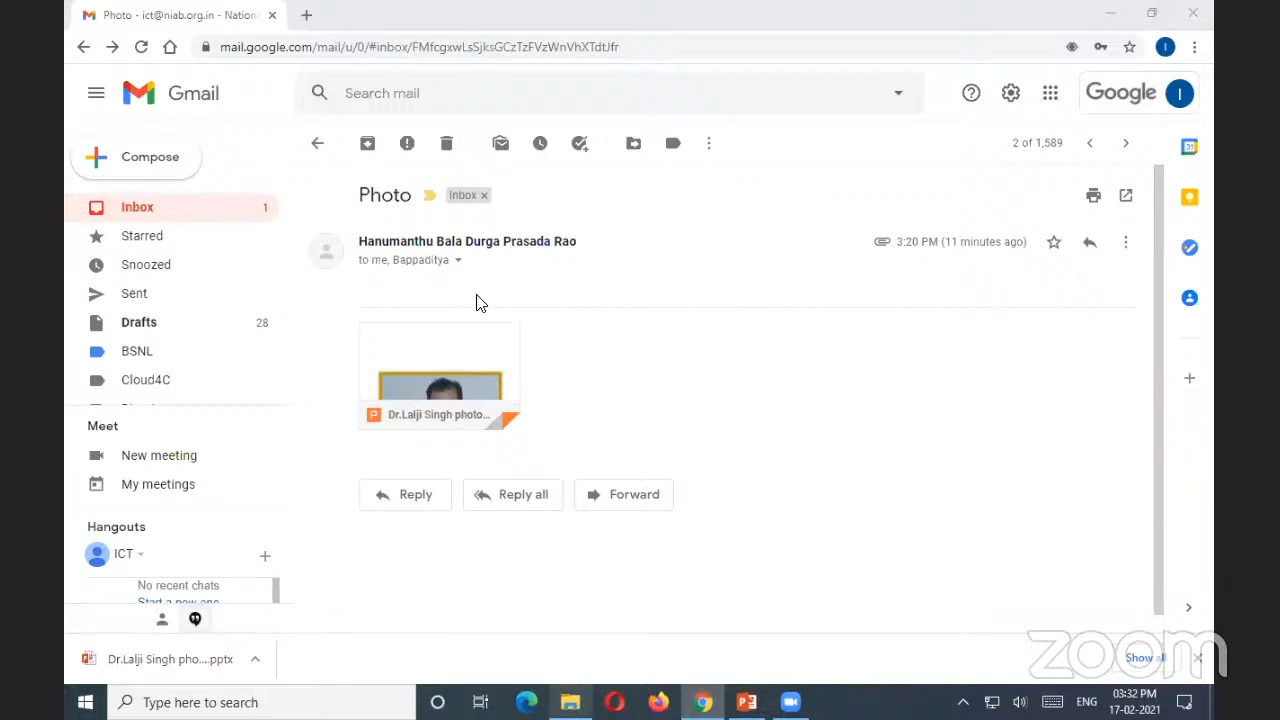 Photo - ict@niab.org.in - Nation
mail.google.com/mail/u/0/#inbox/FMfcgxwLsSjksGCzTzFVzWnVhXTdtJfr
I
Gmail
Search mail
Google
I
Compose
2 of 1,589
31
Photo
Inbox ×
Inbox 1
Starred
Hanumanthu Bala Durga Prasada Rao
3:20 PM (11 minutes ago)
to me, Bappaditya
Snoozed
Sent
Drafts 28
BSNL
Cloud4C
P Dr.Lalji Singh photo...
Meet
New meeting
My meetings
Reply
Reply all
Forward
Hangouts
ICT
No recent chats
Start a new one
zoom
Dr.Lalji Singh pho....pptx
Show all
Type here to search
ENG
03:32 PM
17-02-2021